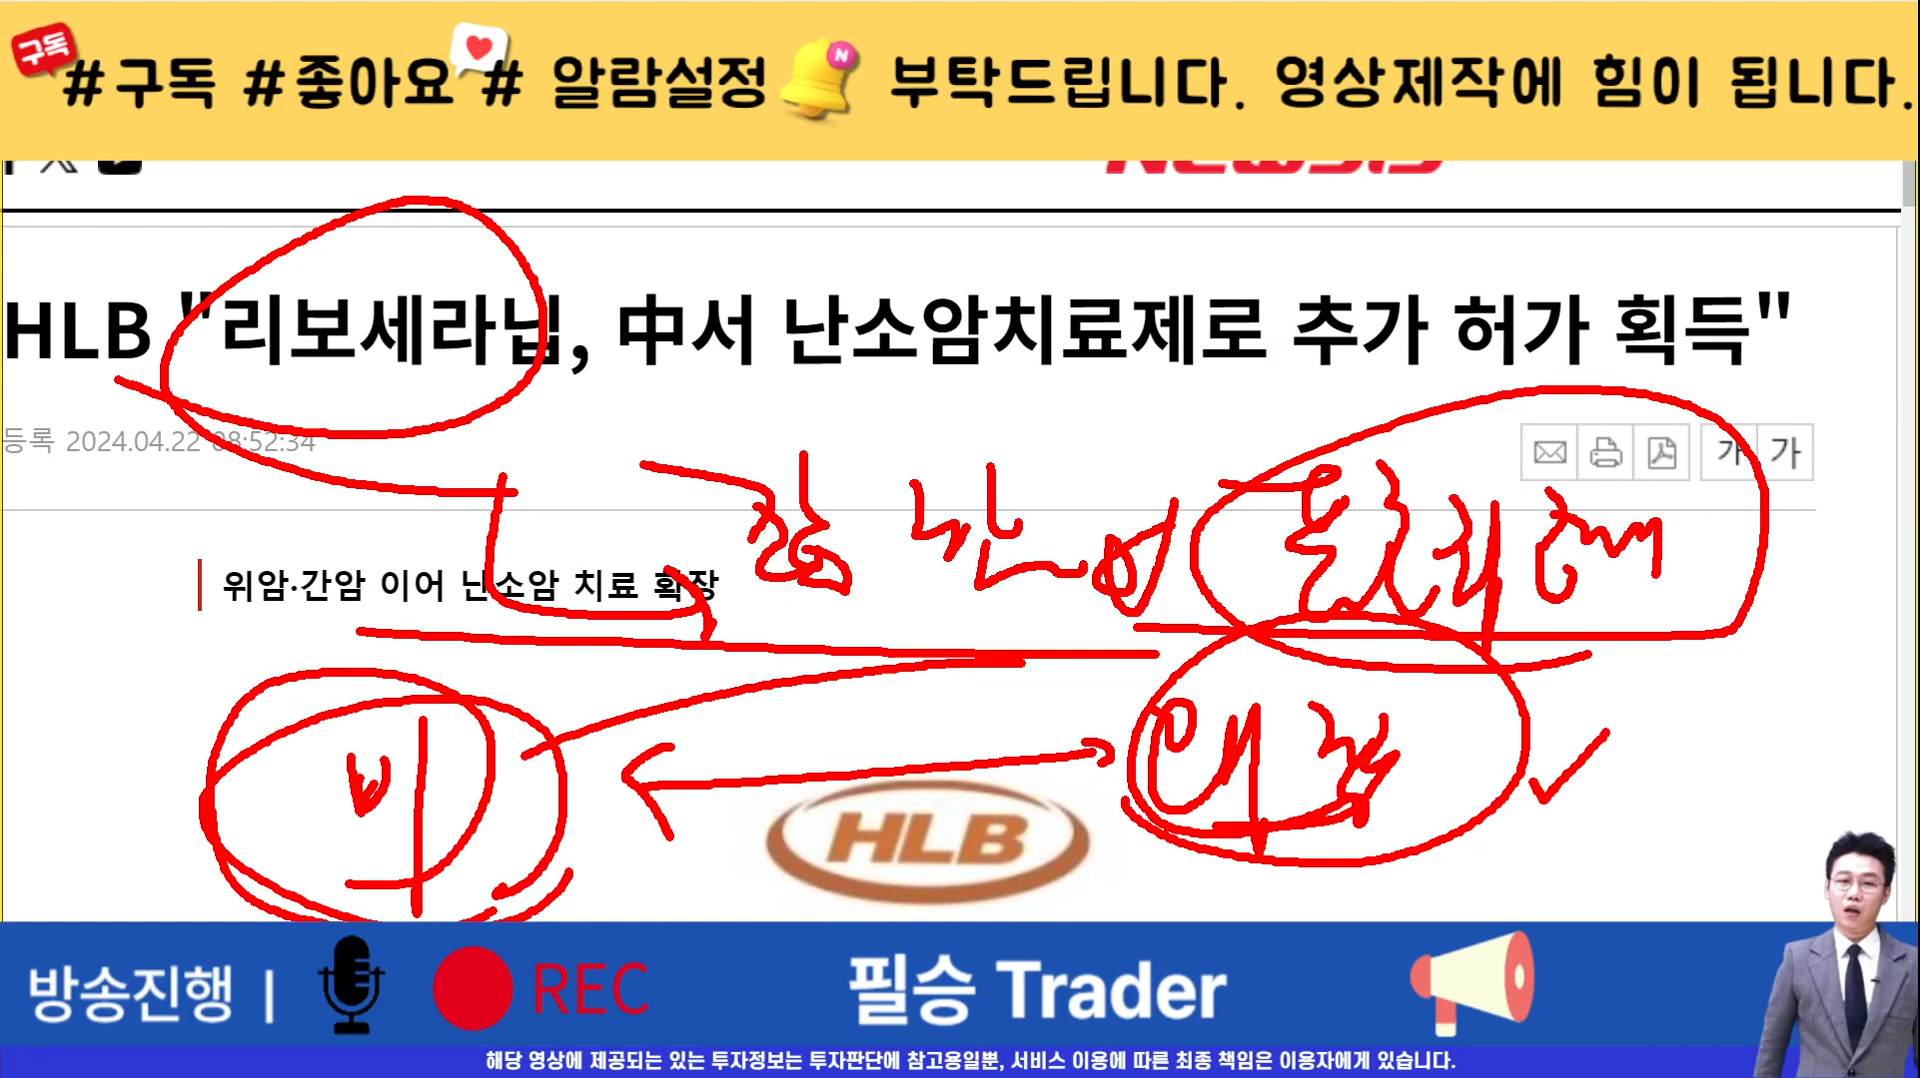 구독
#구독 #좋아요 # 알람설정 N 부탁드립니다. 영상제작에 힘이 됩니다.
NEWSIS
HLB "리보세라닙, 中서 난소암치료제로 추가 허가 획득"
등록 2024.04.22 08:52:34
가 가
위암·간암 이어 난소암 치료 확장
HLB
방송진행 | REC 필승 Trader
해당 영상에 제공되는 있는 투자정보는 투자판단에 참고용일뿐, 서비스 이용에 따른 최종 책임은 이용자에게 있습니다.